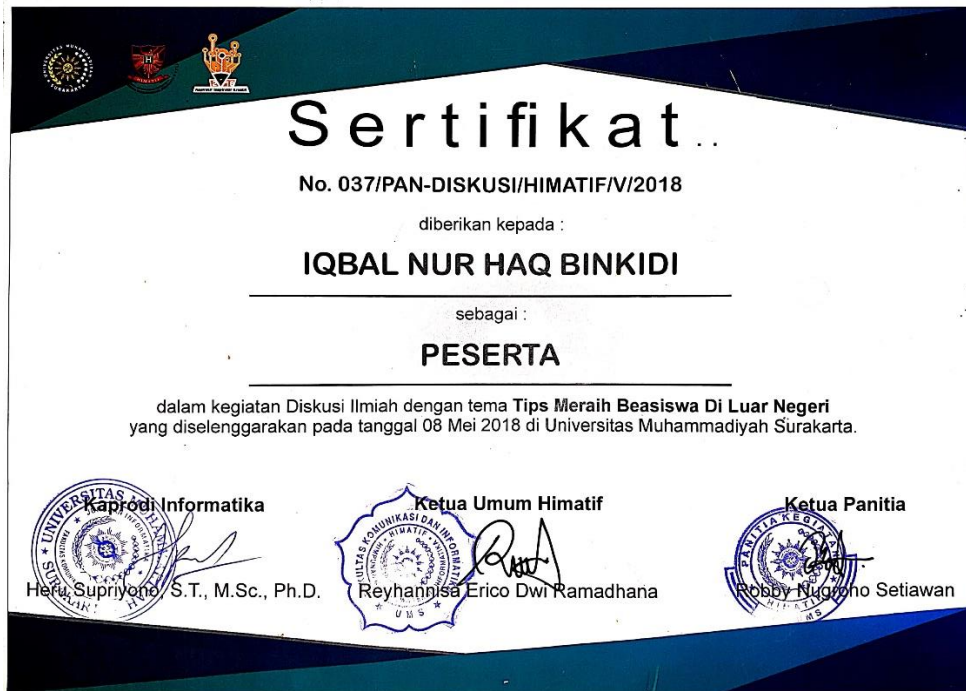 Sertifikat
No. 037/PAN-DISKUSI/HIMATIF/V/2018
diberikan kepada :
IQBAL NUR HAQ BINKIDI
sebagai :
PESERTA
dalam kegiatan Diskusi Ilmiah dengan tema Tips Meraih Beasiswa Di Luar Negeri
yang diselenggarakan pada tanggal 08 Mei 2018 di Universitas Muhammadiyah Surakarta.
Kaprodi Informatika
Heru Supriyono, S.T., M.Sc., Ph.D.
Ketua Umum Himatif
Reyhannisa Erico Dwi Ramadhana
Ketua Panitia
Robby Nugroho Setiawan